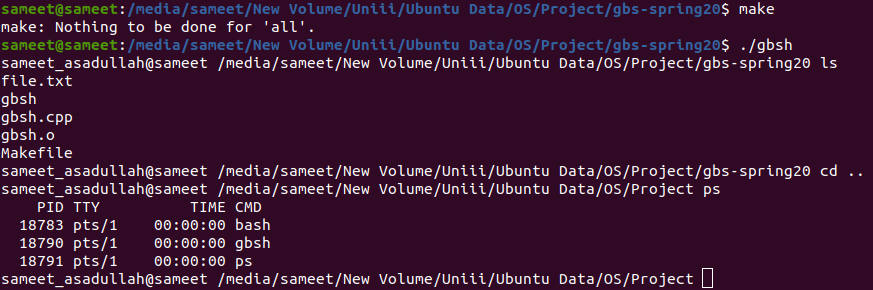 sameet@sameet:/media/sameet/New Volume/Uniii/Ubuntu Data/OS/Project/gbs-spring20$ make
make: Nothing to be done for 'all'.
sameet@sameet:/media/sameet/New Volume/Uniii/Ubuntu Data/OS/Project/gbs-spring20$ ./gbsh
sameet_asadullah@sameet /media/sameet/New Volume/Uniii/Ubuntu Data/OS/Project/gbs-spring20 ls
file.txt
gbsh
gbsh.cpp
gbsh.o
Makefile
sameet_asadullah@sameet /media/sameet/New Volume/Uniii/Ubuntu Data/OS/Project/gbs-spring20 cd ..
sameet_asadullah@sameet /media/sameet/New Volume/Uniii/Ubuntu Data/OS/Project ps
    PID TTY          TIME CMD
  18783 pts/1    00:00:00 bash
  18790 pts/1    00:00:00 gbsh
  18791 pts/1    00:00:00 ps
sameet_asadullah@sameet /media/sameet/New Volume/Uniii/Ubuntu Data/OS/Project